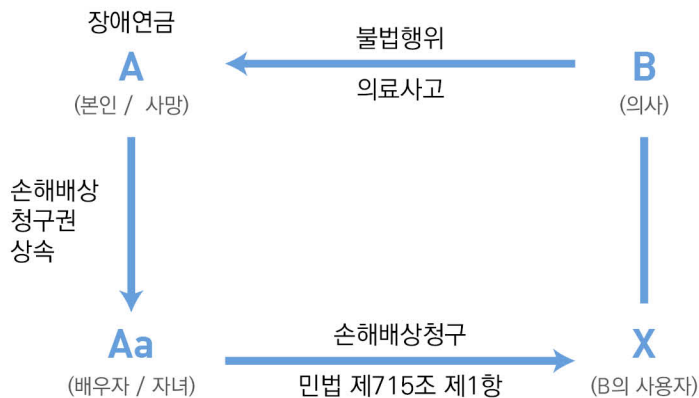 장애연금
A
(본인 / 사망)
불법행위
의료사고
B
(의사)
손해배상
청구권
상속
Aa
(배우자 / 자녀)
손해배상청구
민법 제715조 제1항
X
(B의 사용자)